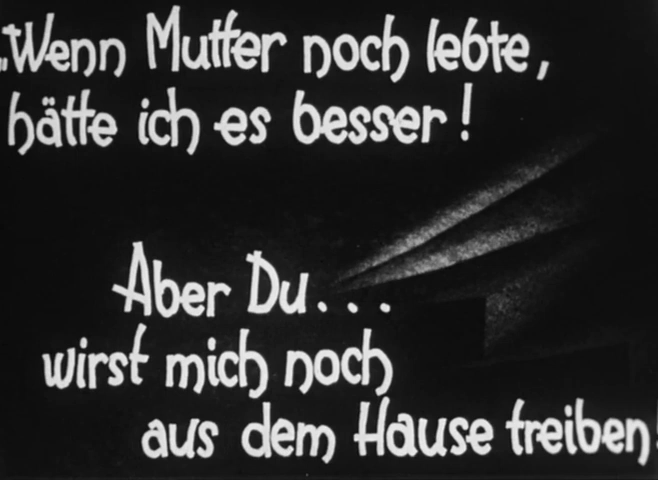 „Wenn Mutter noch lebte,
hätte ich es besser!
Aber Du...
wirst mich noch
aus dem Hause treiben!